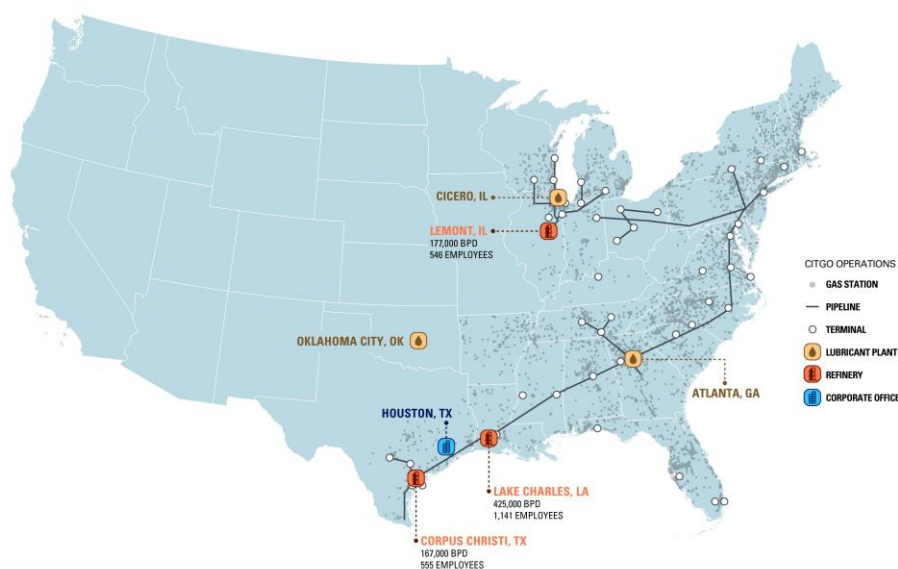 CICERO, IL
LEMONT, IL
177,000 BPD
546 EMPLOYEES
OKLAHOMA CITY, OK
HOUSTON, TX
ATLANTA, GA
LAKE CHARLES, LA
425,000 BPD
1,141 EMPLOYEES
CORPUS CHRISTI, TX
167,000 BPD
555 EMPLOYEES
CITGO OPERATIONS
GAS STATION
PIPELINE
TERMINAL
LUBRICANT PLANT
REFINERY
CORPORATE OFFICE